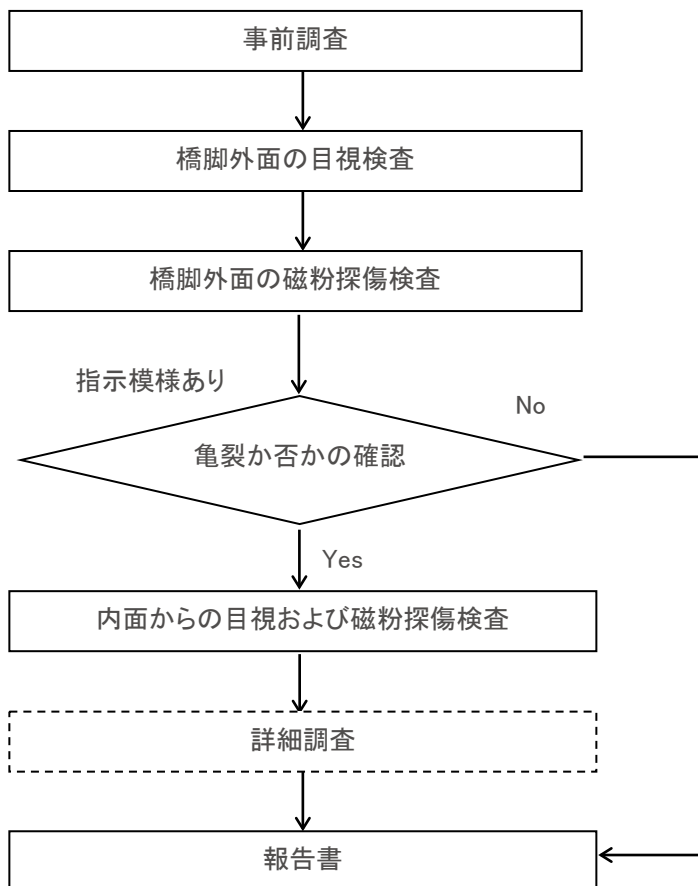 事前調査
橋脚外面の目視検査
橋脚外面の磁粉探傷検査
指示模様あり
No
亀裂か否かの確認
Yes
内面からの目視および磁粉探傷検査
詳細調査
報告書